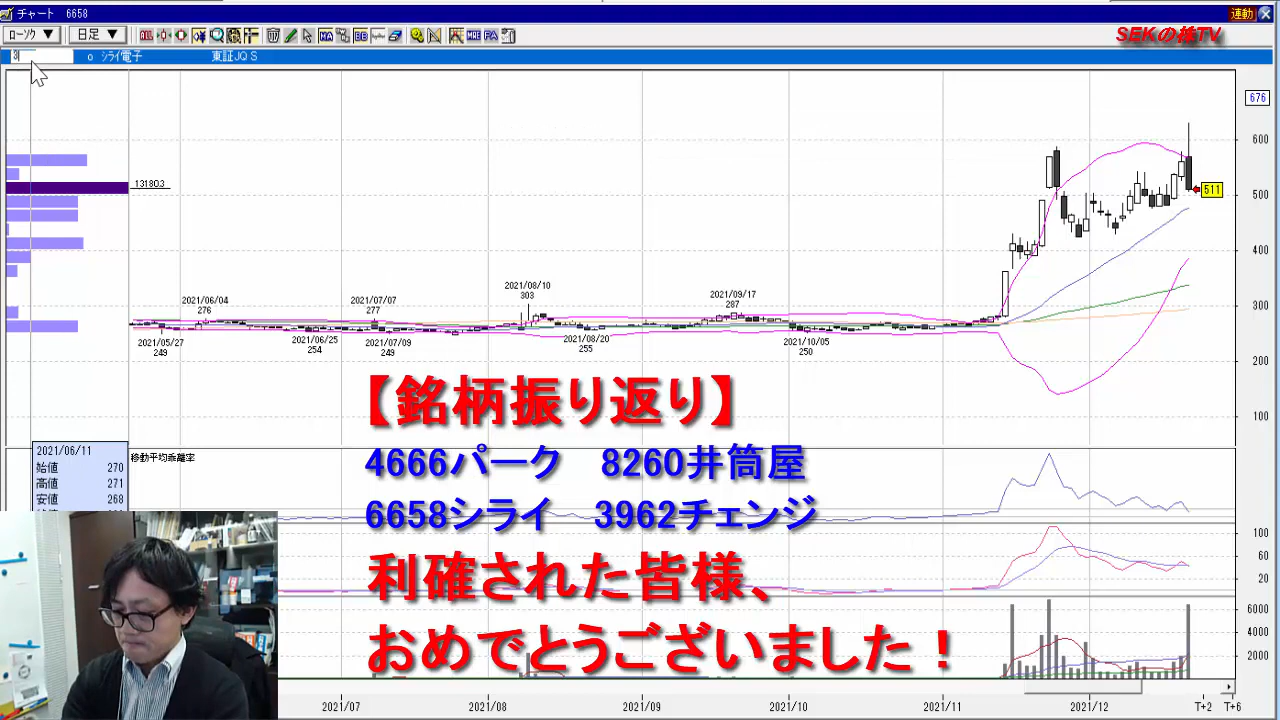 チャート 6658
連動
ローソク ▼ 日足 ▼
SEKの株TV
3 o シライ電子 東証JQS
676
600
13180.3
500
511
400
2021/08/10
303
2021/06/04
276
2021/07/07
277
2021/09/17
287
300
2021/05/27
249
2021/06/25
254
2021/07/09
249
2021/08/20
255
2021/10/05
250
200
100
【銘柄振り返り】
2021/06/11
始値 270
高値 271
安値 268
移動平均乖離率
4666パーク 8260井筒屋
6658シライ 3962チェンジ
利確された皆様、
おめでとうございました！
100
60
20
6000
4000
2000
2021/07 2021/08 2021/09 2021/10 2021/11 2021/12 T+2 T+6